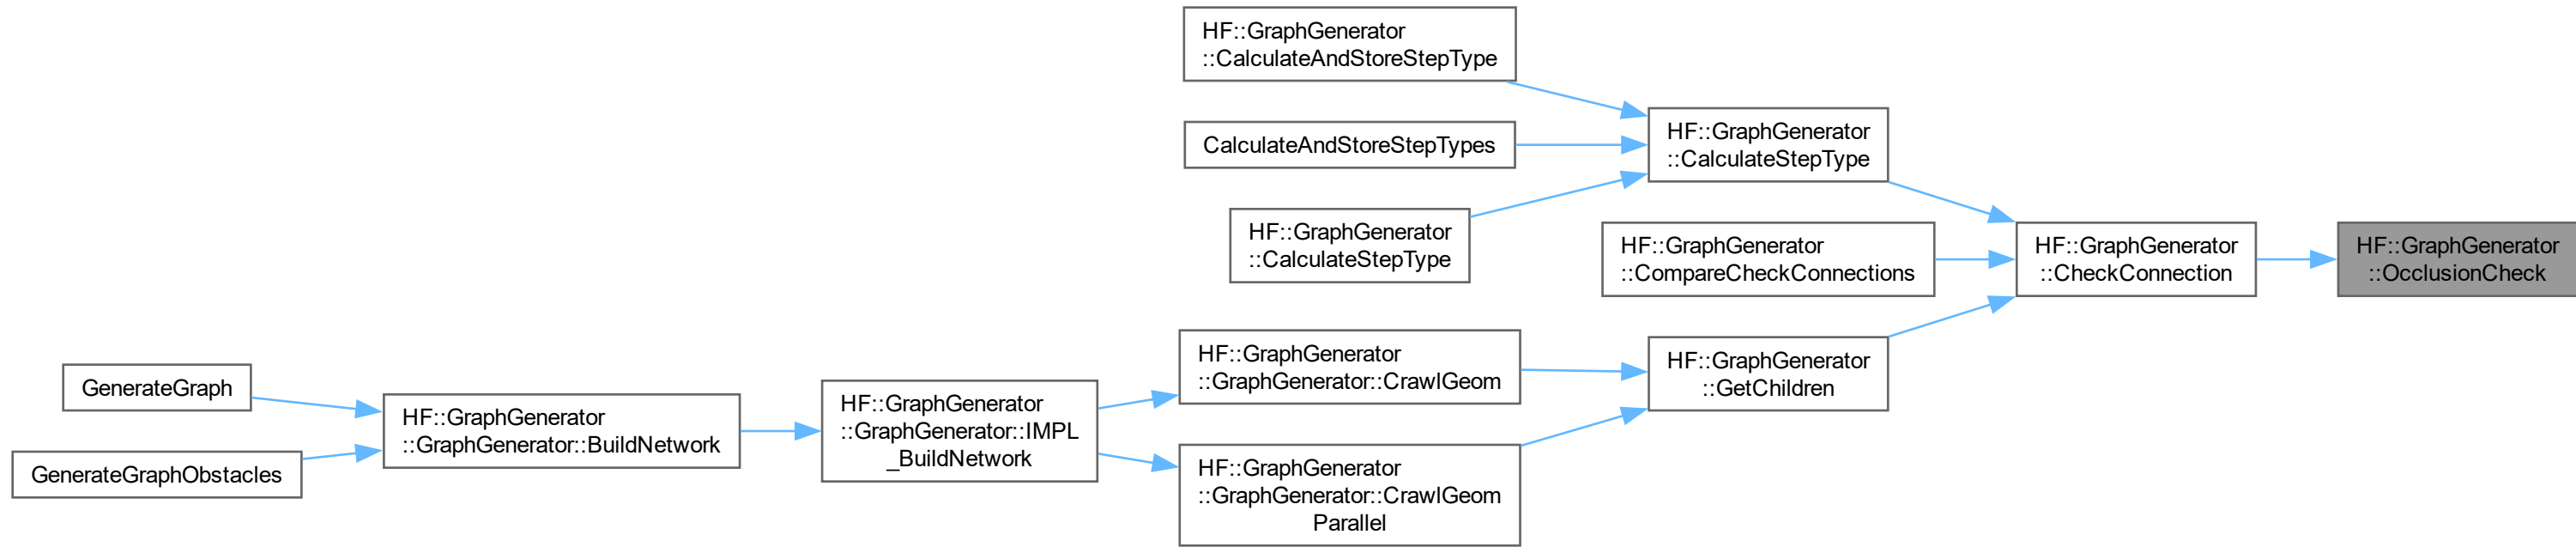 HF::GraphGenerator
::CalculateAndStoreStepType
CalculateAndStoreStepTypes
HF::GraphGenerator
::CalculateStepType
HF::GraphGenerator
::CalculateStepType
HF::GraphGenerator
::CompareCheckConnections
HF::GraphGenerator
::CheckConnection
HF::GraphGenerator
::OcclusionCheck
HF::GraphGenerator
::GraphGenerator::CrawlGeom
HF::GraphGenerator
::GetChildren
GenerateGraph
GenerateGraphObstacles
HF::GraphGenerator
::GraphGenerator::BuildNetwork
HF::GraphGenerator
::GraphGenerator::IMPL
_BuildNetwork
HF::GraphGenerator
::GraphGenerator::CrawlGeom
Parallel